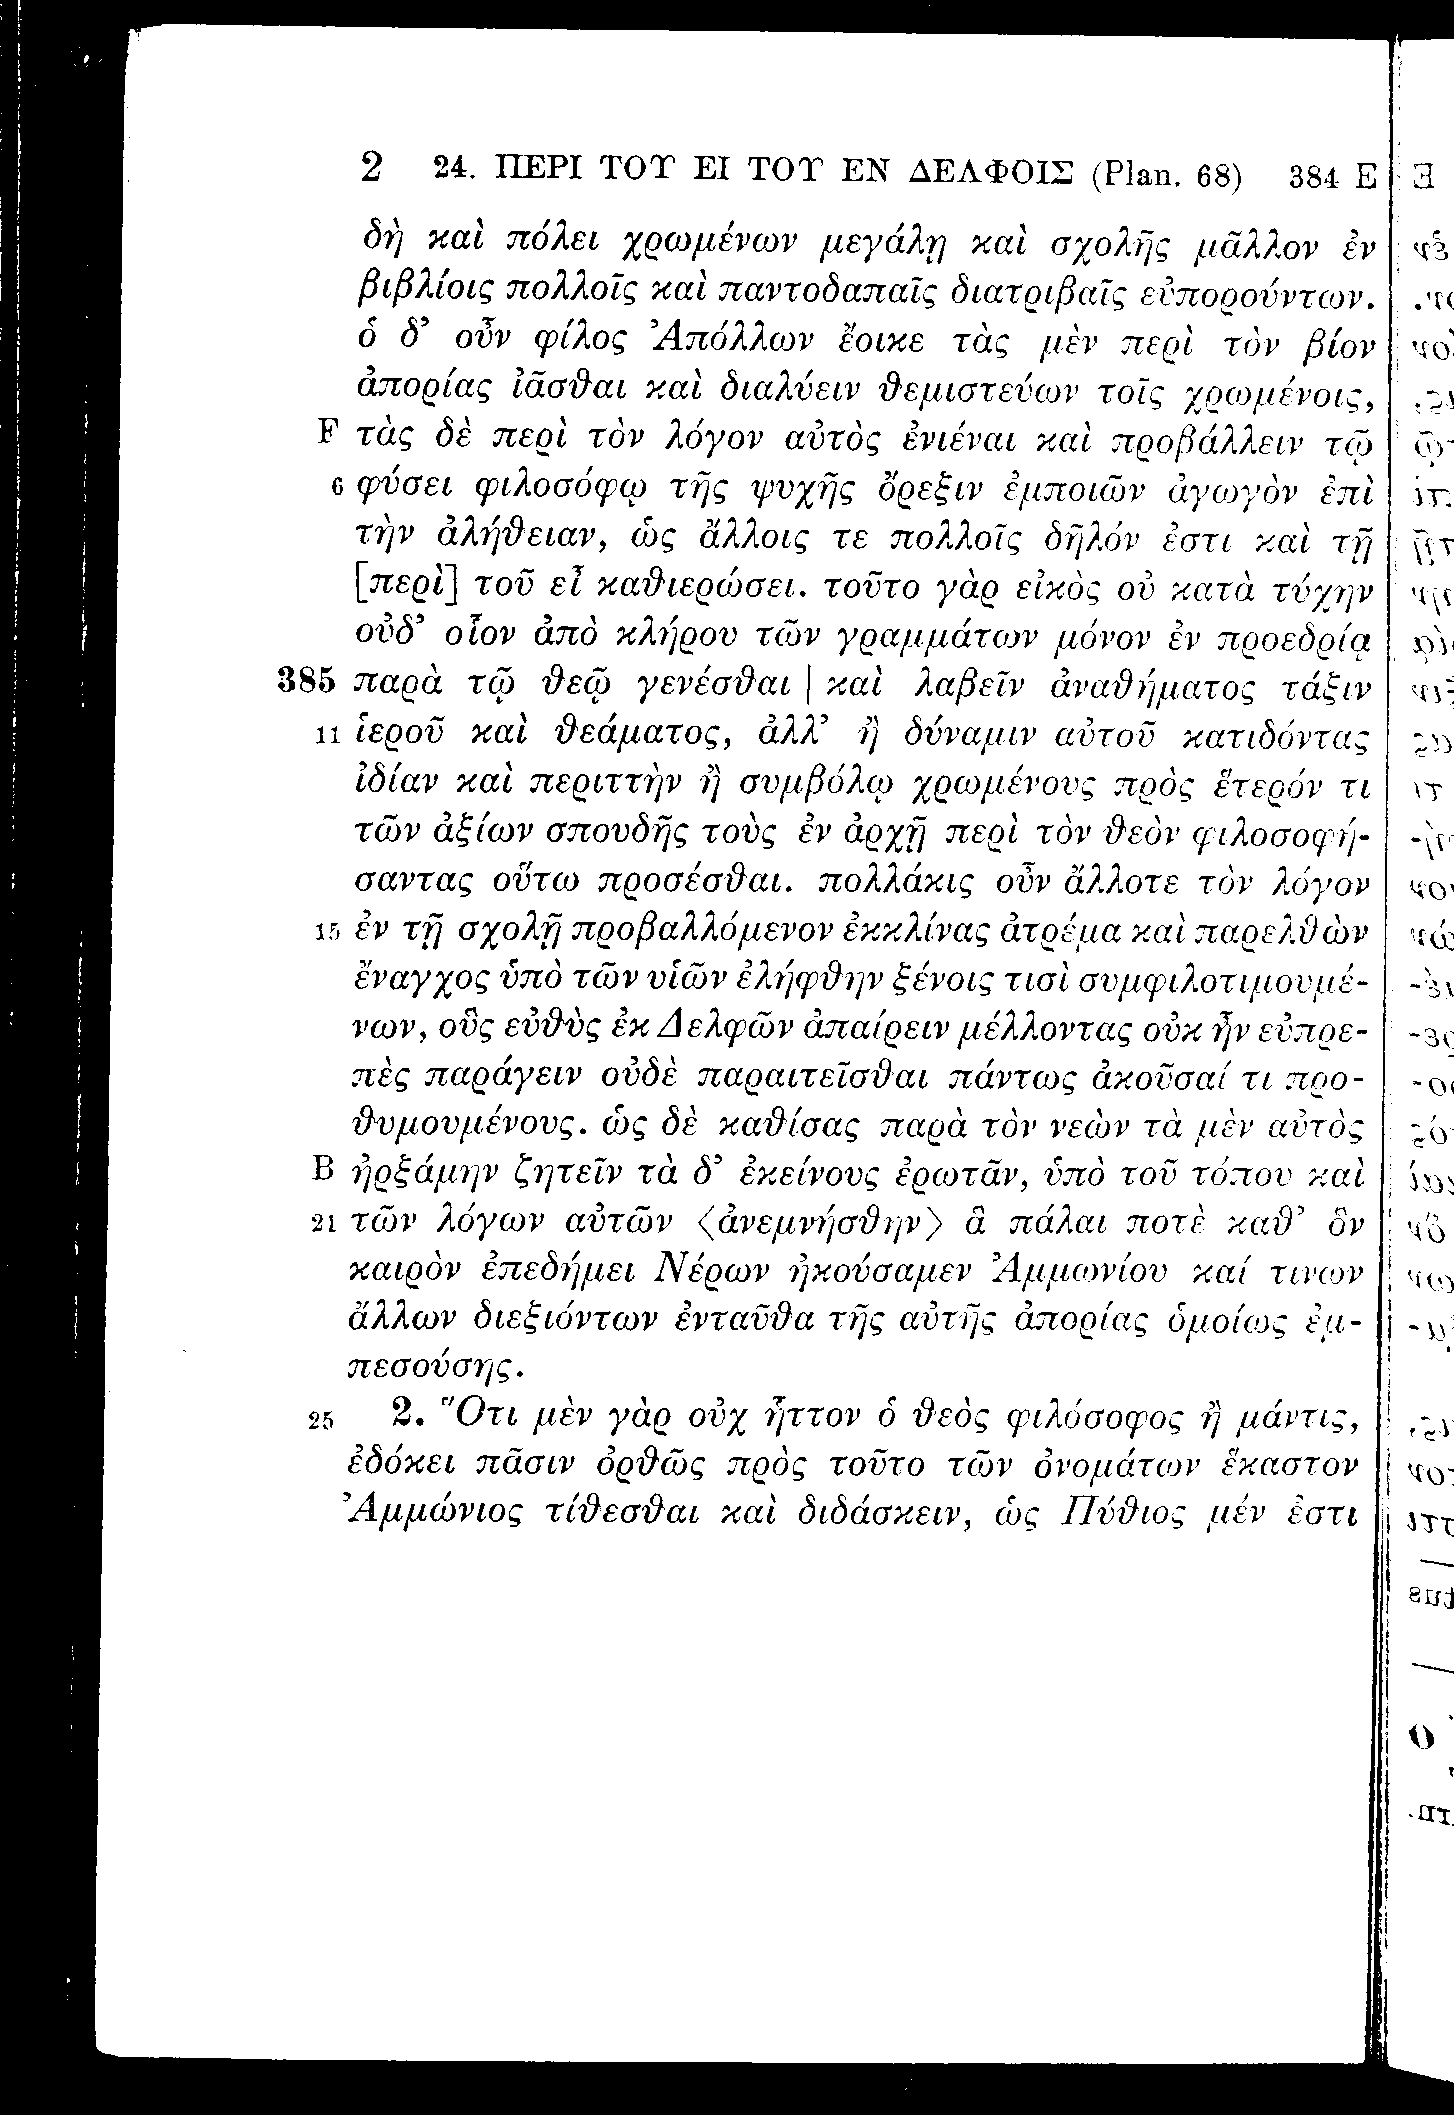 2 24. ΠΕΡΙ ΤΟΥ ΕΙ ΤΟΥ ΕΝ ΔΕΛΦΟΙΣ (Plan. 68) 384 E
δὴ καὶ πόλει χρωμένων μεγάλῃ καὶ σχολῆς μᾶλλον ἐν
βιβλίοις πολλοῖς καὶ παντοδαπαῖς διατριβαῖς εὐπορούντων.
ὁ δ’ οὖν φίλος Ἀπόλλων ἔοικε τὰς μὲν περὶ τὸν βίον
ἀπορίας ἰᾶσθαι καὶ διαλύειν θεμιστεύων τοῖς χρωμένοις,
F τὰς δὲ περὶ τὸν λόγον αὐτὸς ἐνιέναι καὶ προβάλλειν τῷ
6 φύσει φιλοσόφῳ τῆς ψυχῆς ὄρεξιν ἐμποιῶν ἀγωγὸν ἐπὶ
τὴν ἀλήθειαν, ὡς ἄλλοις τε πολλοῖς δῆλόν ἐστι καὶ τῇ
[περὶ] τοῦ εἶ καθιερώσει. τοῦτο γὰρ εἰκὸς οὐ κατὰ τύχην
οὐδ’ οἷον ἀπὸ κλήρου τῶν γραμμάτων μόνον ἐν προεδρίᾳ
385 παρὰ τῷ θεῷ γενέσθαι | καὶ λαβεῖν ἀναθήματος τάξιν
11 ἱεροῦ καὶ θεάματος, ἀλλ’ ἢ δύναμιν αὐτοῦ κατιδόντας
ἰδίαν καὶ περιττὴν ἢ συμβόλῳ χρωμένους πρὸς ἕτερόν τι
τῶν ἀξίων σπουδῆς τοὺς ἐν ἀρχῇ περὶ τὸν θεὸν φιλοσοφή-
σαντας οὕτω προσέσθαι. πολλάκις οὖν ἄλλοτε τὸν λόγον
15 ἐν τῇ σχολῇ προβαλλόμενον ἐκκλίνας ἀτρέμα καὶ παρελθὼν
ἔναγχος ὑπὸ τῶν υἱῶν ἐλήφθην ξένοις τισὶ συμφιλοτιμουμέ-
νων, οὓς εὐθὺς ἐκ Δελφῶν ἀπαίρειν μέλλοντας οὐκ ἦν εὐπρε-
πὲς παράγειν οὐδὲ παραιτεῖσθαι πάντως ἀκοῦσαί τι προ-
θυμουμένους. ὡς δὲ καθίσας παρὰ τὸν νεὼν τὰ μὲν αὐτὸς
B ἠρξάμην ζητεῖν τὰ δ’ ἐκείνους ἐρωτᾶν, ὑπὸ τοῦ τόπου καὶ
21 τῶν λόγων αὐτῶν ⟨ἀνεμνήσθην⟩ ἃ πάλαι ποτὲ καθ’ ὃν
καιρὸν ἐπεδήμει Νέρων ἠκούσαμεν Ἀμμωνίου καί τινων
ἄλλων διεξιόντων ἐνταῦθα τῆς αὐτῆς ἀπορίας ὁμοίως ἐμ-
πεσούσης.
25 2. Ὅτι μὲν γὰρ οὐχ ἧττον ὁ θεὸς φιλόσοφος ἢ μάντις,
ἐδόκει πᾶσιν ὀρθῶς πρὸς τοῦτο τῶν ὀνομάτων ἕκαστον
Ἀμμώνιος τίθεσθαι καὶ διδάσκειν, ὡς Πύθιος μέν ἐστι